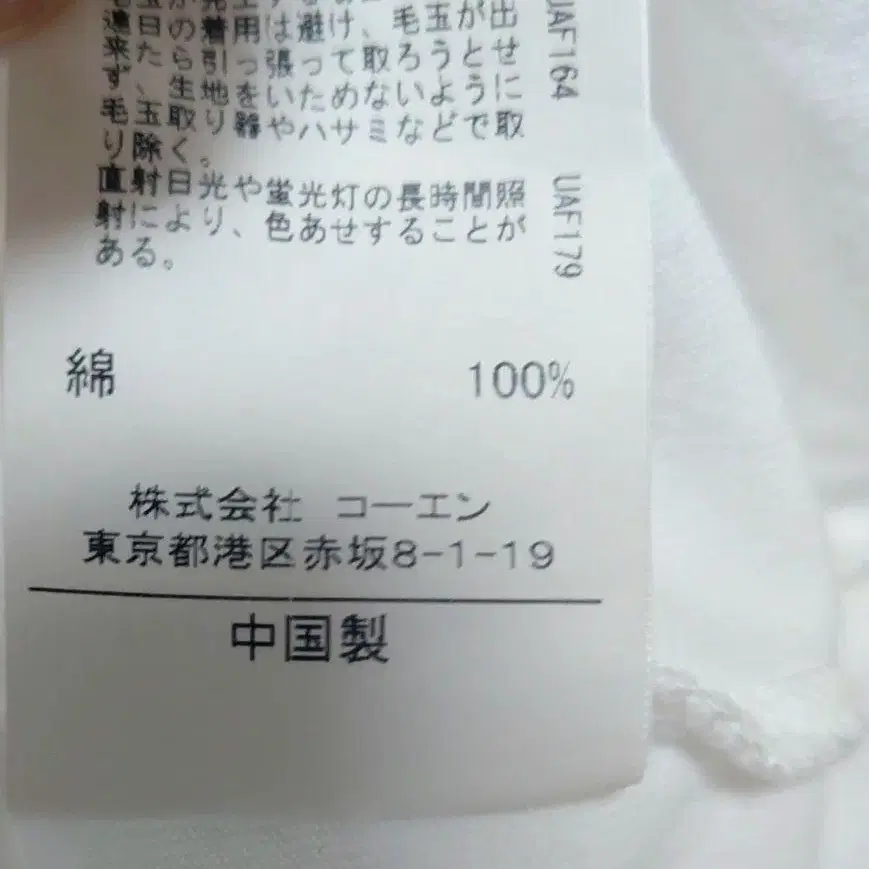 連日の着用は避け、毛玉が出
来たら引っ張って取ろうとせ
ず、生地をいためないように
毛玉取り器やハサミなどで取
り除く。
直射日光や蛍光灯の長時間照
射により、色あせすることが
ある。
UAF164
UAF179
綿 100%
株式会社 コーエン
東京都港区赤坂8-1-19
中国製